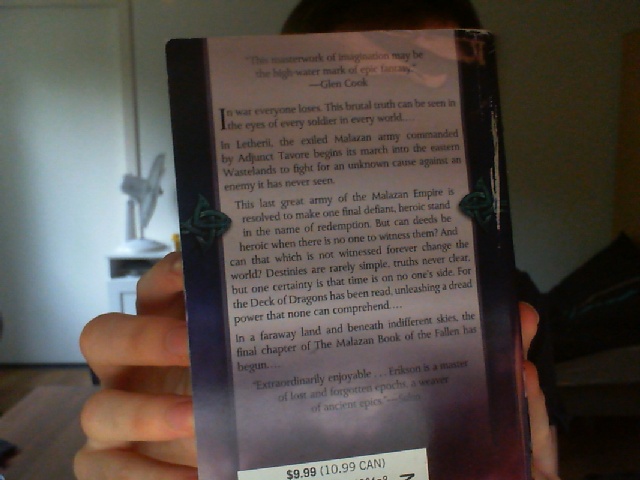 "This masterwork of imagination may be
the high-water mark of epic fantasy."
—Glen Cook
In war everyone loses. This brutal truth can be seen in
the eyes of every soldier in every world....
In Letherii, the exiled Malazan army commanded
by Adjunct Tavore begins its march into the eastern
Wastelands to fight for an unknown cause against an
enemy it has never seen.
This last great army of the Malazan Empire is
resolved to make one final defiant, heroic stand
in the name of redemption. But can deeds be
heroic when there is no one to witness them? And
can that which is not witnessed forever change the
world? Destinies are rarely simple, truths never clear,
but one certainty is that time is on no one's side. For
the Deck of Dragons has been read, unleashing a dread
power that none can comprehend....
In a faraway land and beneath indifferent skies, the
final chapter of The Malazan Book of the Fallen has
begun....
"Extraordinarily enjoyable ... Erikson is a master
of lost and forgotten epochs, a weaver
of ancient epics."—Salon
$9.99 (10.99 CAN)